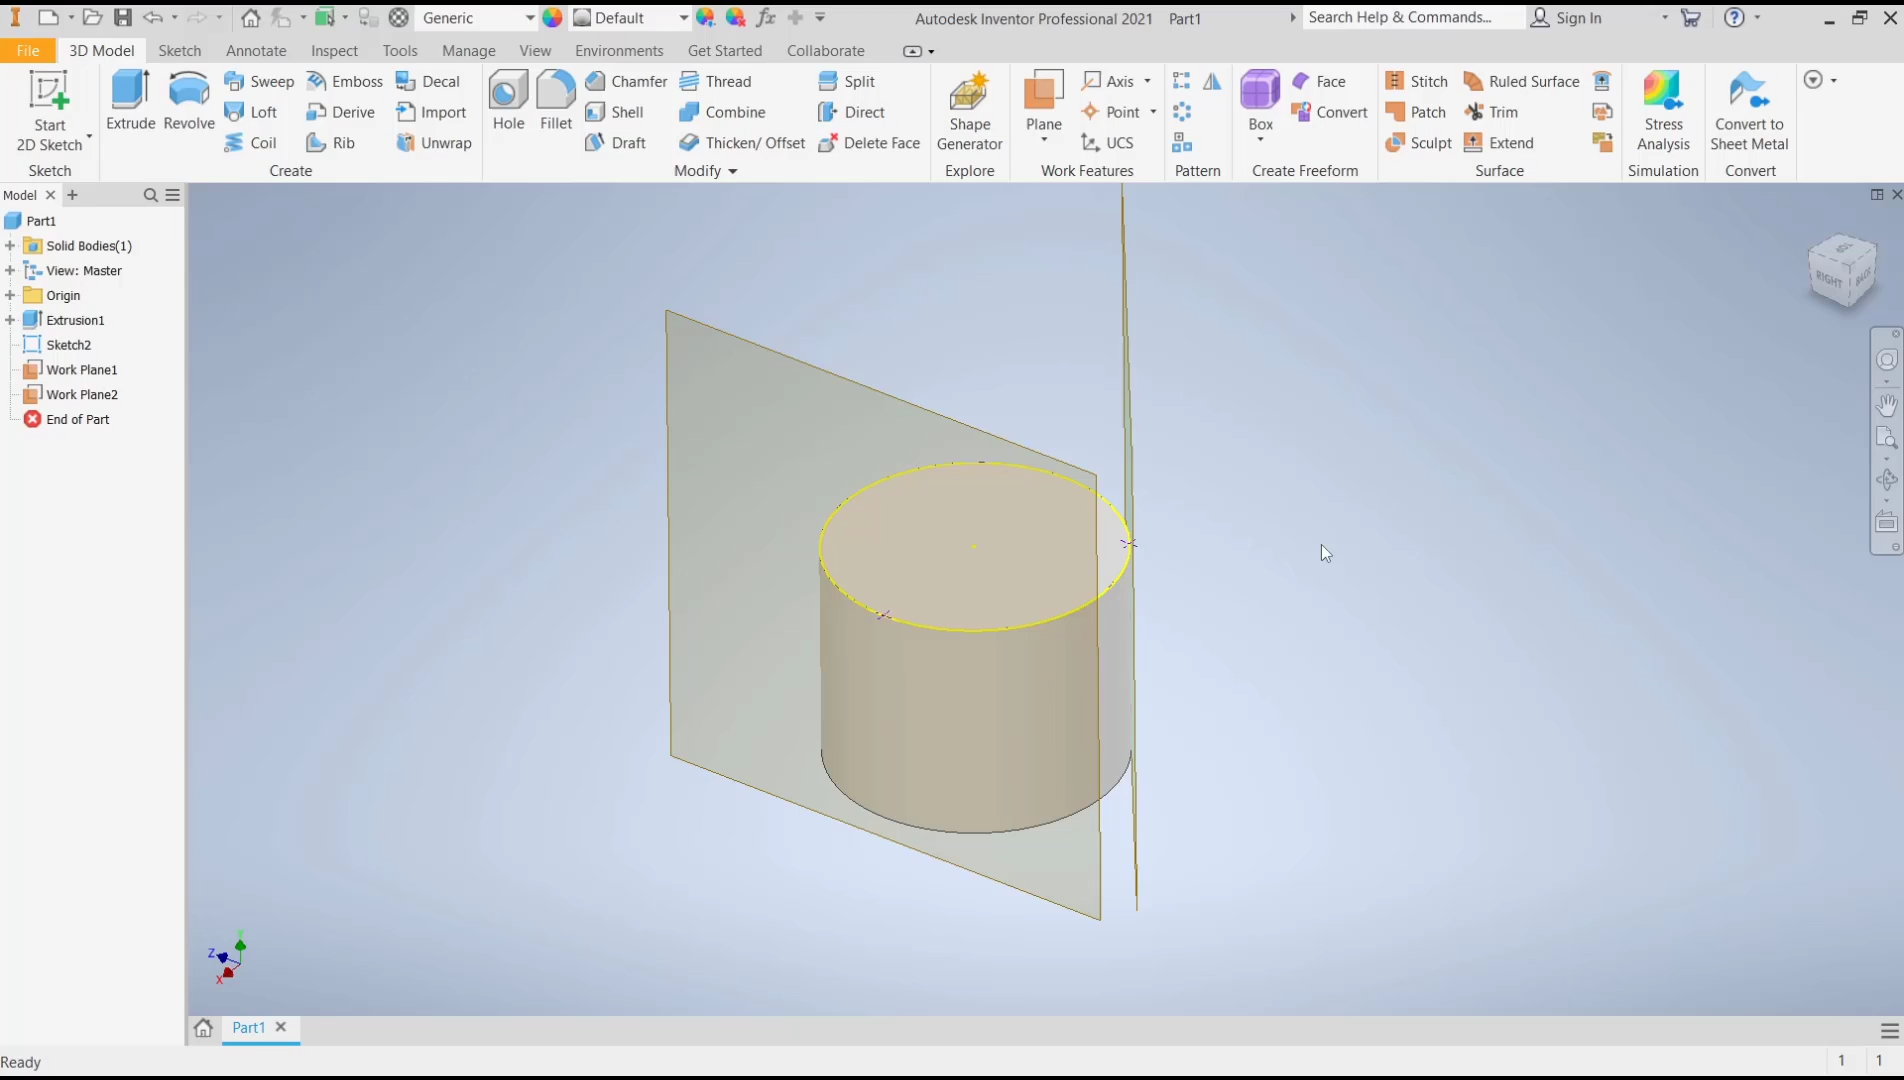 Generic
Default
fx
Autodesk Inventor Professional 2021 Part1
Search Help & Commands...
Sign In
File
3D Model
Sketch
Annotate
Inspect
Tools
Manage
View
Environments
Get Started
Collaborate
Start
2D Sketch
Sketch
Extrude
Revolve
Sweep
Loft
Coil
Emboss
Derive
Rib
Decal
Import
Unwrap
Create
Hole
Fillet
Chamfer
Shell
Draft
Thread
Combine
Thicken/ Offset
Split
Direct
Delete Face
Modify
Shape
Generator
Explore
Plane
Axis
Point
UCS
Work Features
Pattern
Box
Face
Convert
Create Freeform
Stitch
Patch
Sculpt
Ruled Surface
Trim
Extend
Surface
Stress
Analysis
Simulation
Convert to
Sheet Metal
Convert
Model
Part1
Solid Bodies(1)
View: Master
Origin
Extrusion1
Sketch2
Work Plane1
Work Plane2
End of Part
TOP
RIGHT
BACK
Y
Z
X
Part1
Ready
1
1